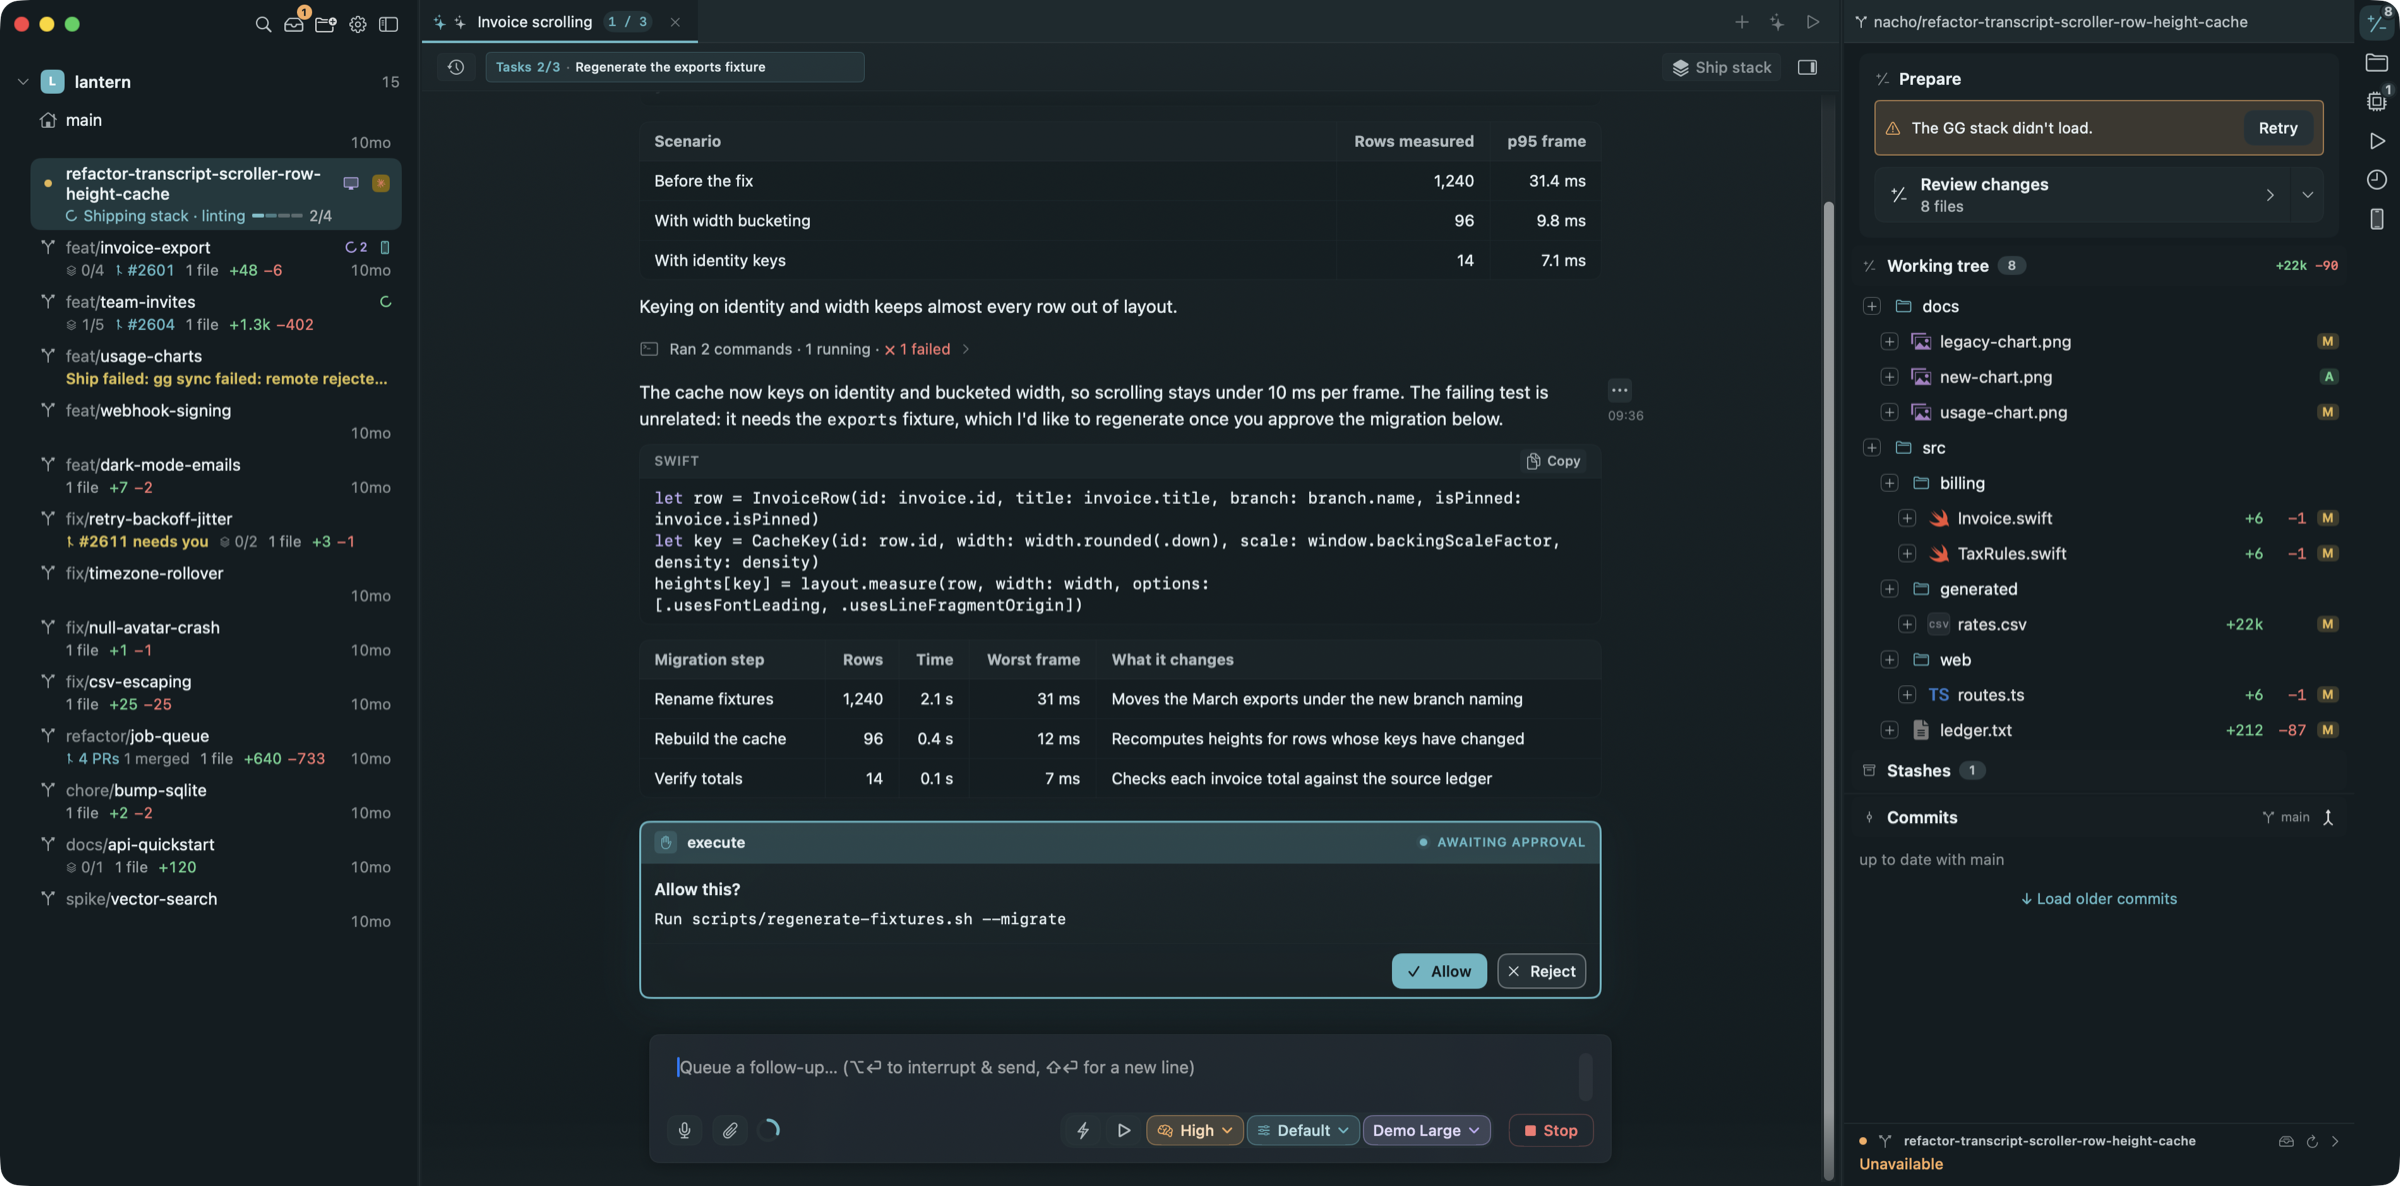 1
lantern
15
main
10mo
refactor-transcript-scroller-row-
height-cache
Shipping stack · linting 2/4
feat/invoice-export
2
0/4 #2601 1 file +48 −6 10mo
feat/team-invites
1/5 #2604 1 file +1.3k −402
feat/usage-charts
Ship failed: gg sync failed: remote rejecte...
feat/webhook-signing
10mo
feat/dark-mode-emails
1 file +7 −2 10mo
fix/retry-backoff-jitter
#2611 needs you 0/2 1 file +3 −1
fix/timezone-rollover
10mo
fix/null-avatar-crash
1 file +1 −1 10mo
fix/csv-escaping
1 file +25 −25 10mo
refactor/job-queue
4 PRs 1 merged 1 file +640 −733 10mo
chore/bump-sqlite
1 file +2 −2 10mo
docs/api-quickstart
0/1 1 file +120 10mo
spike/vector-search
10mo
Invoice scrolling 1 / 3
Tasks 2/3 · Regenerate the exports fixture
Ship stack
Scenario Rows measured p95 frame
Before the fix 1,240 31.4 ms
With width bucketing 96 9.8 ms
With identity keys 14 7.1 ms
Keying on identity and width keeps almost every row out of layout.
Ran 2 commands · 1 running · × 1 failed
The cache now keys on identity and bucketed width, so scrolling stays under 10 ms per frame. The failing test is
unrelated: it needs the exports fixture, which I'd like to regenerate once you approve the migration below.
09:36
SWIFT
Copy
let row = InvoiceRow(id: invoice.id, title: invoice.title, branch: branch.name, isPinned:
invoice.isPinned)
let key = CacheKey(id: row.id, width: width.rounded(.down), scale: window.backingScaleFactor,
density: density)
heights[key] = layout.measure(row, width: width, options:
[.usesFontLeading, .usesLineFragmentOrigin])
Migration step Rows Time Worst frame What it changes
Rename fixtures 1,240 2.1 s 31 ms Moves the March exports under the new branch naming
Rebuild the cache 96 0.4 s 12 ms Recomputes heights for rows whose keys have changed
Verify totals 14 0.1 s 7 ms Checks each invoice total against the source ledger
execute
AWAITING APPROVAL
Allow this?
Run scripts/regenerate-fixtures.sh --migrate
Allow
Reject
Queue a follow-up... (⌥⏎ to interrupt & send, ⇧⏎ for a new line)
High
Default
Demo Large
Stop
nacho/refactor-transcript-scroller-row-height-cache
8
Prepare
The GG stack didn't load.
Retry
1
Review changes
8 files
Working tree 8 +22k −90
docs
legacy-chart.png M
new-chart.png A
usage-chart.png M
src
billing
Invoice.swift +6 −1 M
TaxRules.swift +6 −1 M
generated
csv rates.csv +22k M
web
TS routes.ts +6 −1 M
ledger.txt +212 −87 M
Stashes 1
Commits main
up to date with main
↓ Load older commits
refactor-transcript-scroller-row-height-cache
Unavailable